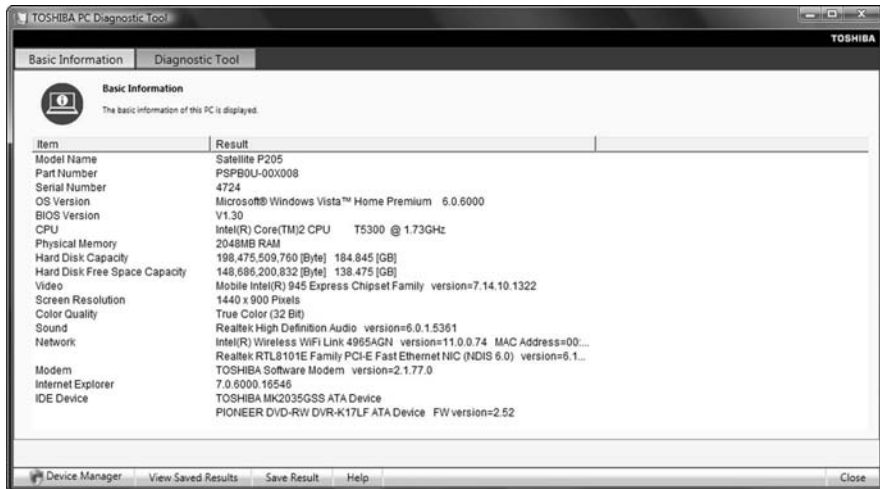 TOSHIBA PC Diagnostic Tool
TOSHIBA
Basic Information Diagnostic Tool
Basic Information
The basic information of this PC is displayed.
Item Result
Model Name Satellite P205
Part Number PSPB0U-00X008
Serial Number 4724
OS Version Microsoft® Windows Vista™ Home Premium 6.0.6000
BIOS Version V1.30
CPU Intel(R) Core(TM)2 CPU T5300 @ 1.73GHz
Physical Memory 2048MB RAM
Hard Disk Capacity 198,475,509,760 [Byte] 184.845 [GB]
Hard Disk Free Space Capacity 148,686,200,832 [Byte] 138.475 [GB]
Video Mobile Intel(R) 945 Express Chipset Family version=7.14.10.1322
Screen Resolution 1440 x 900 Pixels
Color Quality True Color (32 Bit)
Sound Realtek High Definition Audio version=6.0.1.5361
Network Intel(R) Wireless WiFi Link 4965AGN version=11.0.0.74 MAC Address=00:...
Realtek RTL8101E Family PCI-E Fast Ethernet NIC (NDIS 6.0) version=6.1...
Modem TOSHIBA Software Modem version=2.1.77.0
Internet Explorer 7.0.6000.16546
IDE Device TOSHIBA MK2035GSS ATA Device
PIONEER DVD-RW DVR-K17LF ATA Device FW version=2.52
Device Manager View Saved Results Save Result Help Close